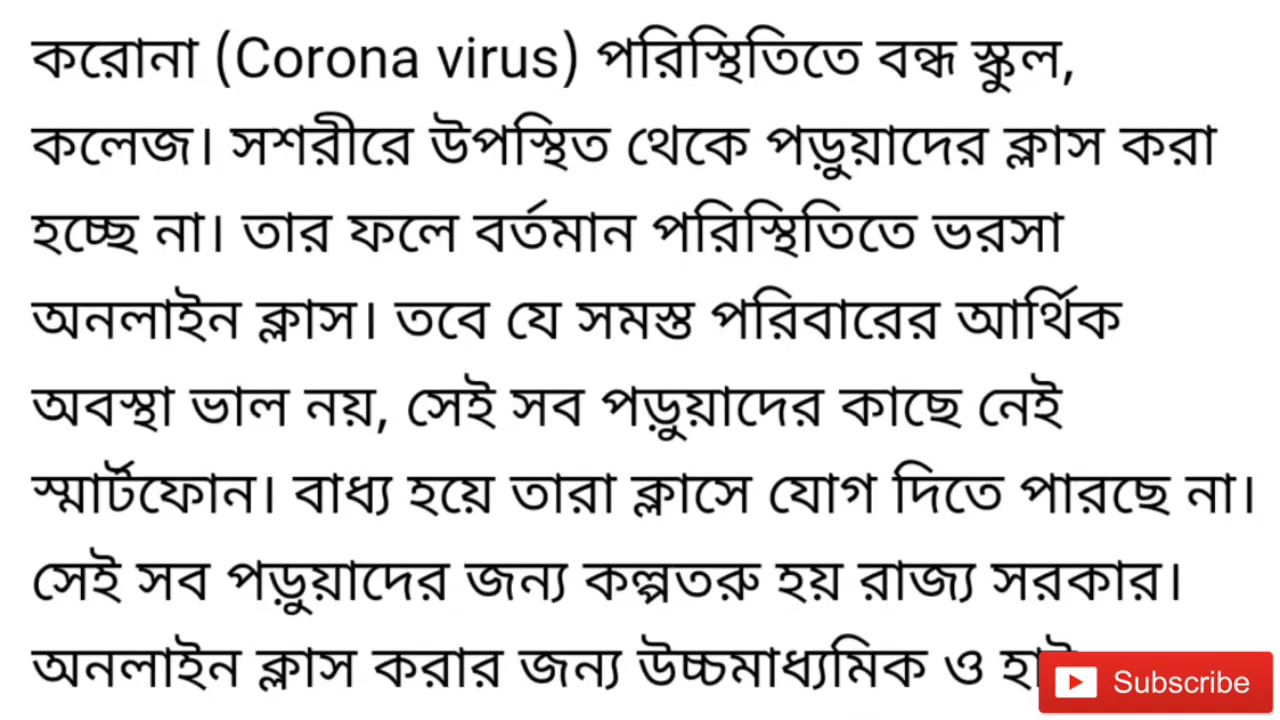 করোনা (Corona virus) পরিস্থিতিতে বন্ধ স্কুল,
কলেজ। সশরীরে উপস্থিত থেকে পড়ুয়াদের ক্লাস করা
হচ্ছে না। তার ফলে বর্তমান পরিস্থিতিতে ভরসা
অনলাইন ক্লাস। তবে যে সমস্ত পরিবারের আর্থিক
অবস্থা ভাল নয়, সেই সব পড়ুয়াদের কাছে নেই
স্মার্টফোন। বাধ্য হয়ে তারা ক্লাসে যোগ দিতে পারছে না।
সেই সব পড়ুয়াদের জন্য কল্পতরু হয় রাজ্য সরকার।
অনলাইন ক্লাস করার জন্য উচ্চমাধ্যমিক ও
Subscribe